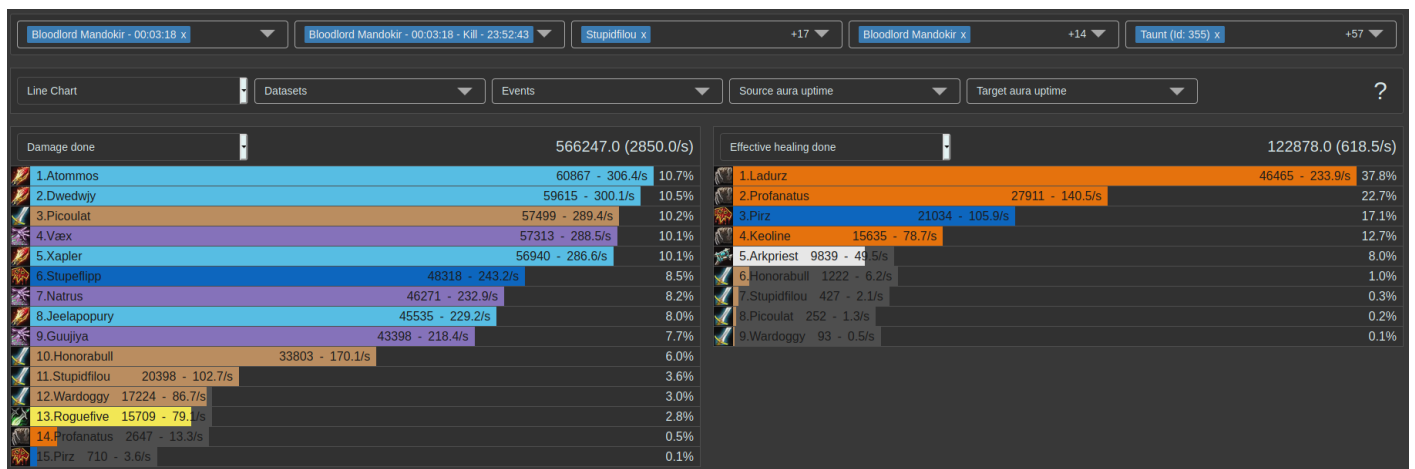 Bloodlord Mandokir - 00:03:18 x Bloodlord Mandokir - 00:03:18 - Kill - 23:52:43 Stupidfilou x +17 Bloodlord Mandokir x +14 Taunt (Id: 355) x +57
Line Chart Datasets Events Source aura uptime Target aura uptime ?
Damage done 566247.0 (2850.0/s)
1.Atommos 60867 - 306.4/s 10.7%
2.Dwedwjy 59615 - 300.1/s 10.5%
3.Picoulat 57499 - 289.4/s 10.2%
4.Væx 57313 - 288.5/s 10.1%
5.Xapler 56940 - 286.6/s 10.1%
6.Stupeflipp 48318 - 243.2/s 8.5%
7.Natrus 46271 - 232.9/s 8.2%
8.Jeelapopury 45535 - 229.2/s 8.0%
9.Guujiya 43398 - 218.4/s 7.7%
10.Honorabull 33803 - 170.1/s 6.0%
11.Stupidfilou 20398 - 102.7/s 3.6%
12.Wardoggy 17224 - 86.7/s 3.0%
13.Roguefive 15709 - 79.1/s 2.8%
14.Profanatus 2647 - 13.3/s 0.5%
15.Pirz 710 - 3.6/s 0.1%
Effective healing done 122878.0 (618.5/s)
1.Ladurz 46465 - 233.9/s 37.8%
2.Profanatus 27911 - 140.5/s 22.7%
3.Pirz 21034 - 105.9/s 17.1%
4.Keoline 15635 - 78.7/s 12.7%
5.Arkpriest 9839 - 49.5/s 8.0%
6.Honorabull 1222 - 6.2/s 1.0%
7.Stupidfilou 427 - 2.1/s 0.3%
8.Picoulat 252 - 1.3/s 0.2%
9.Wardoggy 93 - 0.5/s 0.1%